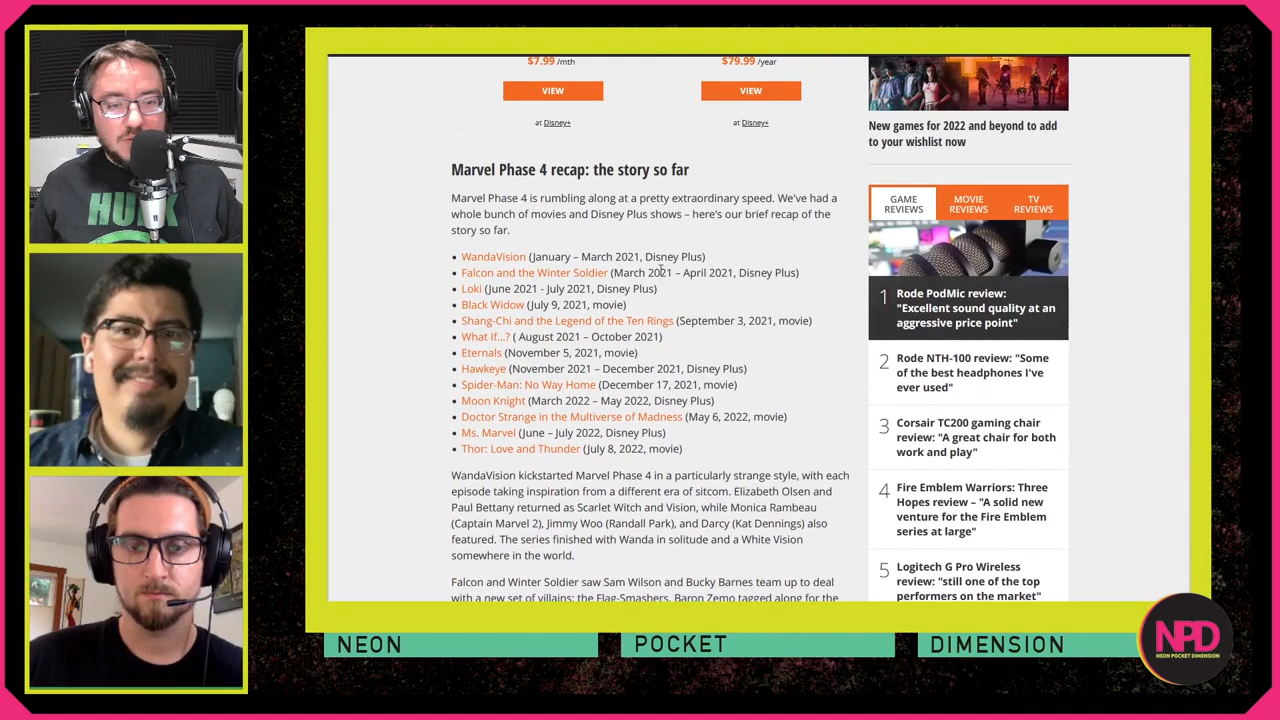 $7.99 /mth
$79.99 /year
VIEW
VIEW
at Disney+
at Disney+
Marvel Phase 4 recap: the story so far
Marvel Phase 4 is rumbling along at a pretty extraordinary speed. We've had a
whole bunch of movies and Disney Plus shows – here's our brief recap of the
story so far.
• WandaVision (January – March 2021, Disney Plus)
• Falcon and the Winter Soldier (March 2021 – April 2021, Disney Plus)
• Loki (June 2021 - July 2021, Disney Plus)
• Black Widow (July 9, 2021, movie)
• Shang-Chi and the Legend of the Ten Rings (September 3, 2021, movie)
• What If...? ( August 2021 – October 2021)
• Eternals (November 5, 2021, movie)
• Hawkeye (November 2021 – December 2021, Disney Plus)
• Spider-Man: No Way Home (December 17, 2021, movie)
• Moon Knight (March 2022 – May 2022, Disney Plus)
• Doctor Strange in the Multiverse of Madness (May 6, 2022, movie)
• Ms. Marvel (June – July 2022, Disney Plus)
• Thor: Love and Thunder (July 8, 2022, movie)
WandaVision kickstarted Marvel Phase 4 in a particularly strange style, with each
episode taking inspiration from a different era of sitcom. Elizabeth Olsen and
Paul Bettany returned as Scarlet Witch and Vision, while Monica Rambeau
(Captain Marvel 2), Jimmy Woo (Randall Park), and Darcy (Kat Dennings) also
featured. The series finished with Wanda in solitude and a White Vision
somewhere in the world.
Falcon and Winter Soldier saw Sam Wilson and Bucky Barnes team up to deal
with a new set of villains: the Flag-Smashers. Baron Zemo tagged along for the
New games for 2022 and beyond to add
to your wishlist now
GAME
REVIEWS
MOVIE
REVIEWS
TV
REVIEWS
1 Rode PodMic review:
"Excellent sound quality at an
aggressive price point"
2 Rode NTH-100 review: "Some
of the best headphones I've
ever used"
3 Corsair TC200 gaming chair
review: "A great chair for both
work and play"
4 Fire Emblem Warriors: Three
Hopes review – "A solid new
venture for the Fire Emblem
series at large"
5 Logitech G Pro Wireless
review: "still one of the top
performers on the market"
HULK
NEON
POCKET
DIMENSION
NPD
NEON POCKET DIMENSION